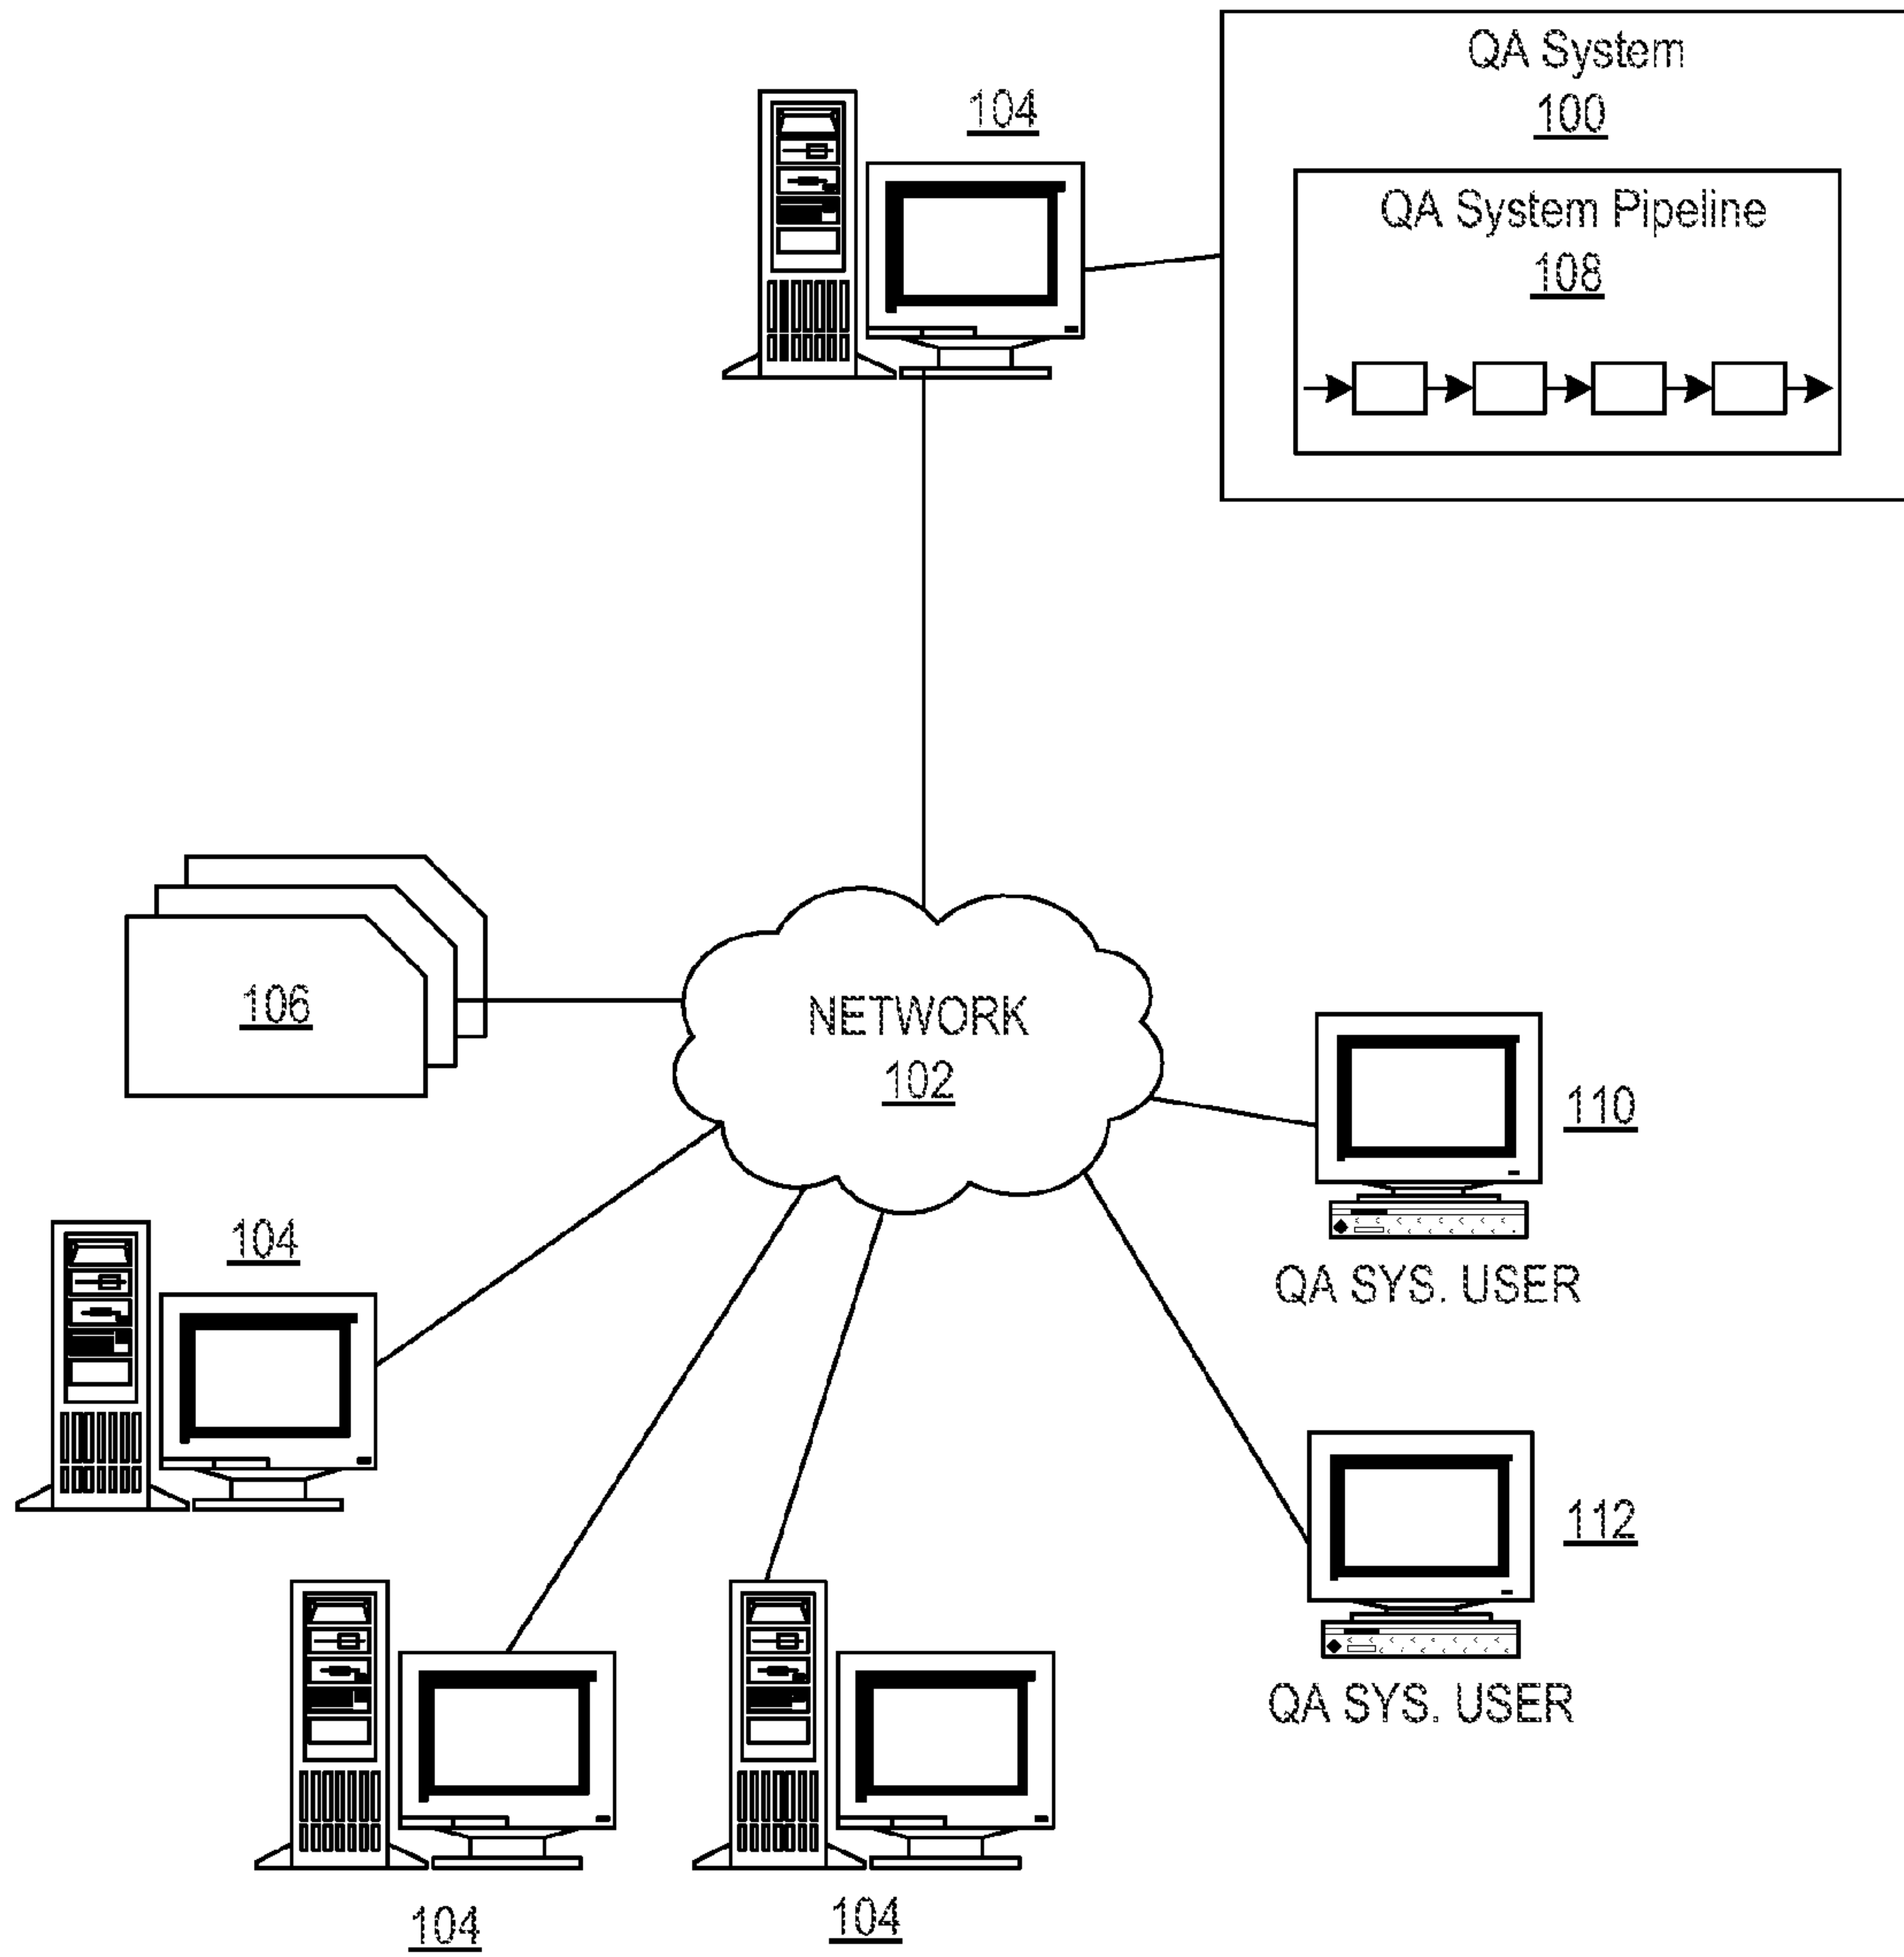 104
QA System
100
QA System Pipeline
108
106
NETWORK
102
110
QA SYS. USER
104
112
QA SYS. USER
104
104